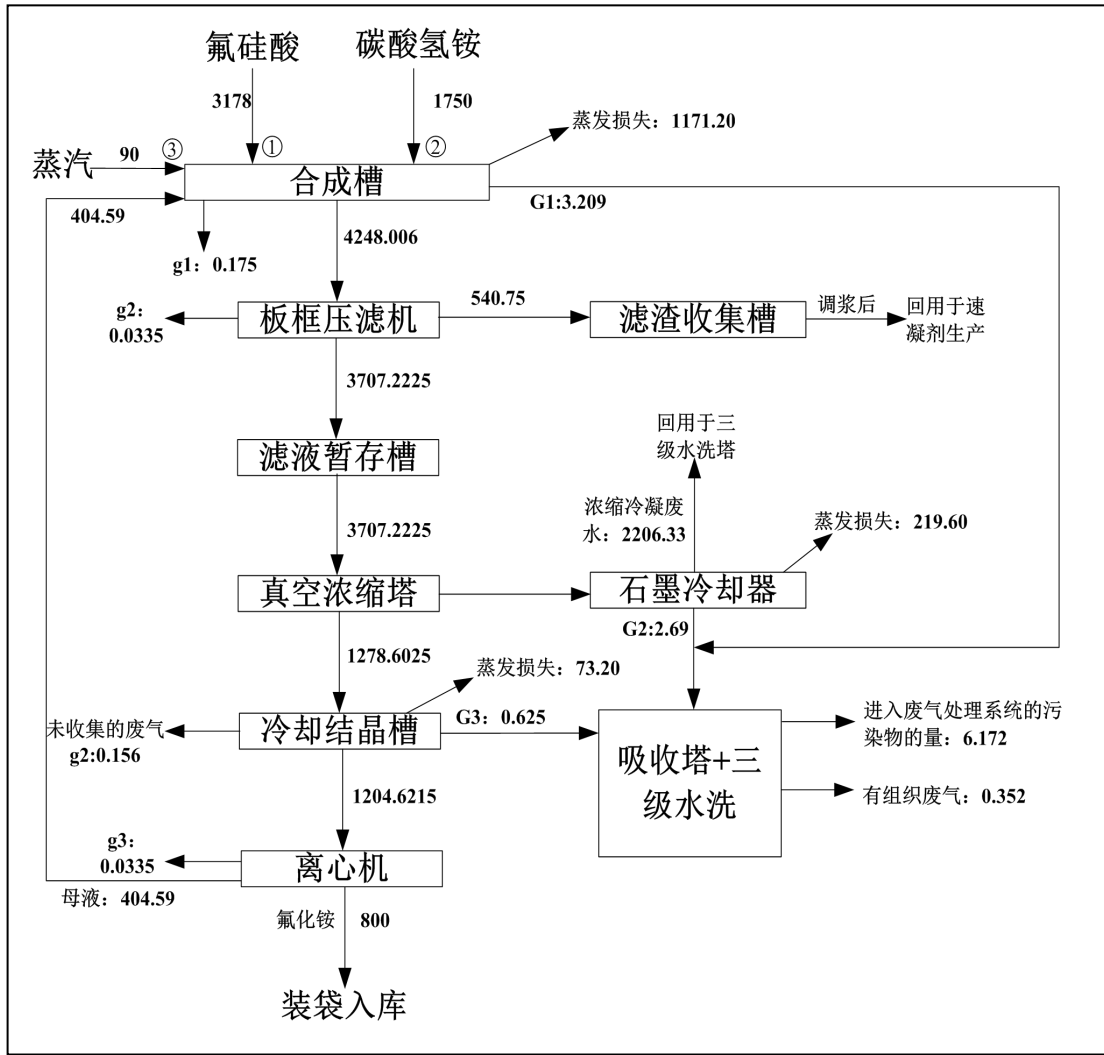 氟硅酸
碳酸氢铵
3178
1750
蒸发损失：1171.20
蒸汽
90
③
①
②
合成槽
404.59
G1:3.209
4248.006
g1：0.175
g2：
0.0335
板框压滤机
540.75
滤渣收集槽
调浆后
回用于速
凝剂生产
3707.2225
滤液暂存槽
回用于三
级水洗塔
3707.2225
浓缩冷凝废
水：2206.33
蒸发损失：219.60
真空浓缩塔
石墨冷却器
G2:2.69
1278.6025
蒸发损失：73.20
未收集的废气
g2:0.156
冷却结晶槽
G3：0.625
吸收塔+三
级水洗
进入废气处理系统的污
染物的量：6.172
有组织废气：0.352
1204.6215
g3：
0.0335
离心机
母液：404.59
氟化铵
800
装袋入库